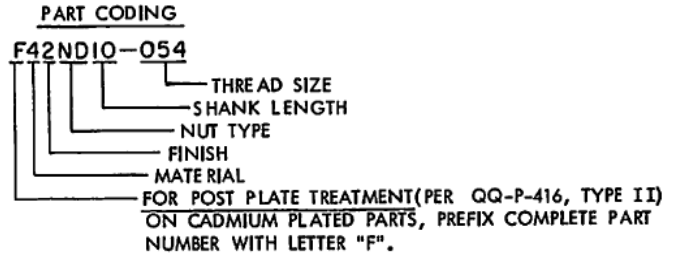 PART CODING
F42ND10-054
THREAD SIZE
SHANK LENGTH
NUT TYPE
FINISH
MATERIAL
FOR POST PLATE TREATMENT(PER QQ-P-416, TYPE II)
ON CADMIUM PLATED PARTS, PREFIX COMPLETE PART
NUMBER WITH LETTER "F".